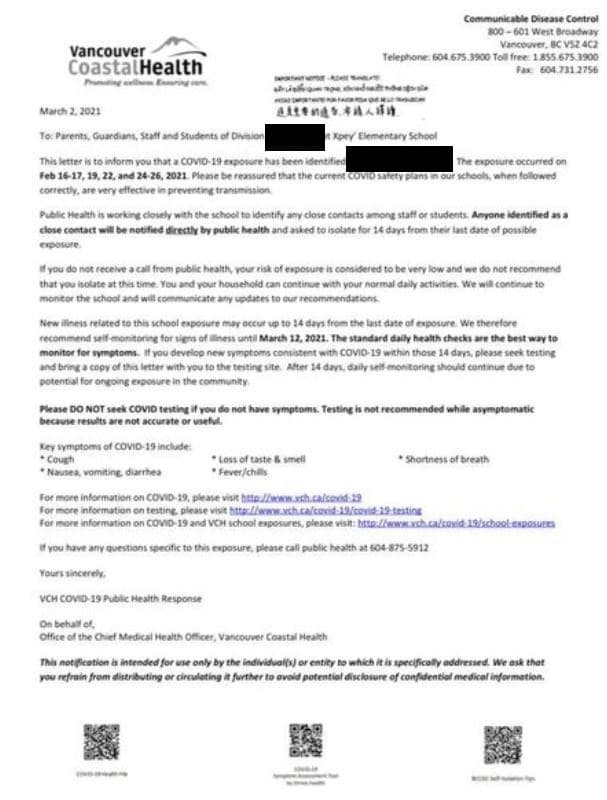 Communicable Disease Control
800 – 601 West Broadway
Vancouver, BC V5Z 4C2
Telephone: 604.675.3900 Toll free: 1.855.675.3900
Fax: 604.731.2756
Vancouver
CoastalHealth
Promoting wellness. Ensuring care.
IMPORTANT NOTICE - PLEASE TRANSLATE:
AVISO IMPORTANTE: POR FAVOR PIDA QUE SE LO TRADUZCAN
March 2, 2021
To: Parents, Guardians, Staff and Students of Division t Xpey' Elementary School
This letter is to inform you that a COVID-19 exposure has been identified The exposure occurred on
Feb 16-17, 19, 22, and 24-26, 2021. Please be reassured that the current COVID safety plans in our schools, when followed
correctly, are very effective in preventing transmission.
Public Health is working closely with the school to identify any close contacts among staff or students. Anyone identified as a
close contact will be notified directly by public health and asked to isolate for 14 days from their last date of possible
exposure.
If you do not receive a call from public health, your risk of exposure is considered to be very low and we do not recommend
that you isolate at this time. You and your household can continue with your normal daily activities. We will continue to
monitor the school and will communicate any updates to our recommendations.
New illness related to this school exposure may occur up to 14 days from the last date of exposure. We therefore
recommend self-monitoring for signs of illness until March 12, 2021. The standard daily health checks are the best way to
monitor for symptoms. If you develop new symptoms consistent with COVID-19 within those 14 days, please seek testing
and bring a copy of this letter with you to the testing site. After 14 days, daily self-monitoring should continue due to
potential for ongoing exposure in the community.
Please DO NOT seek COVID testing if you do not have symptoms. Testing is not recommended while asymptomatic
because results are not accurate or useful.
Key symptoms of COVID-19 include:
* Cough * Loss of taste & smell * Shortness of breath
* Nausea, vomiting, diarrhea * Fever/chills
For more information on COVID-19, please visit http://www.vch.ca/covid-19
For more information on testing, please visit http://www.vch.ca/covid-19/covid-19-testing
For more information on COVID-19 and VCH school exposures, please visit: http://www.vch.ca/covid-19/school-exposures
If you have any questions specific to this exposure, please call public health at 604-875-5912
Yours sincerely,
VCH COVID-19 Public Health Response
On behalf of,
Office of the Chief Medical Health Officer, Vancouver Coastal Health
This notification is intended for use only by the individual(s) or entity to which it is specifically addressed. We ask that
you refrain from distributing or circulating it further to avoid potential disclosure of confidential medical information.
COVID-19 Health File
COVID-19
Symptom Assessment Tool
by Thrive Health
BCCDC Self-Isolation Tips